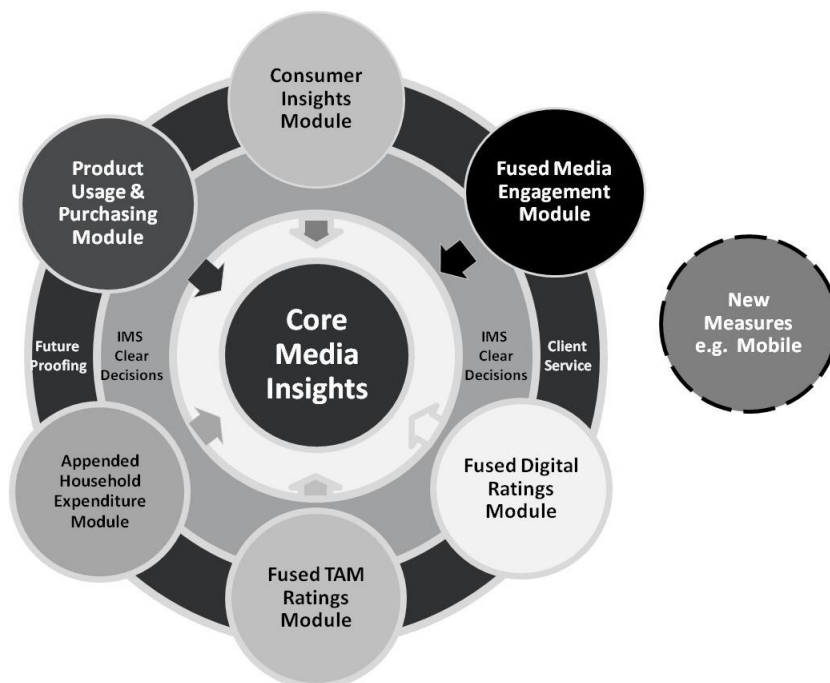 Consumer
Insights
Module
Product
Usage &
Purchasing
Module
Fused Media
Engagement
Module
New
Measures
e.g. Mobile
Future
Proofing
IMS
Clear
Decisions
Core
Media
Insights
IMS
Clear
Decisions
Client
Service
Appended
Household
Expenditure
Module
Fused Digital
Ratings
Module
Fused TAM
Ratings
Module